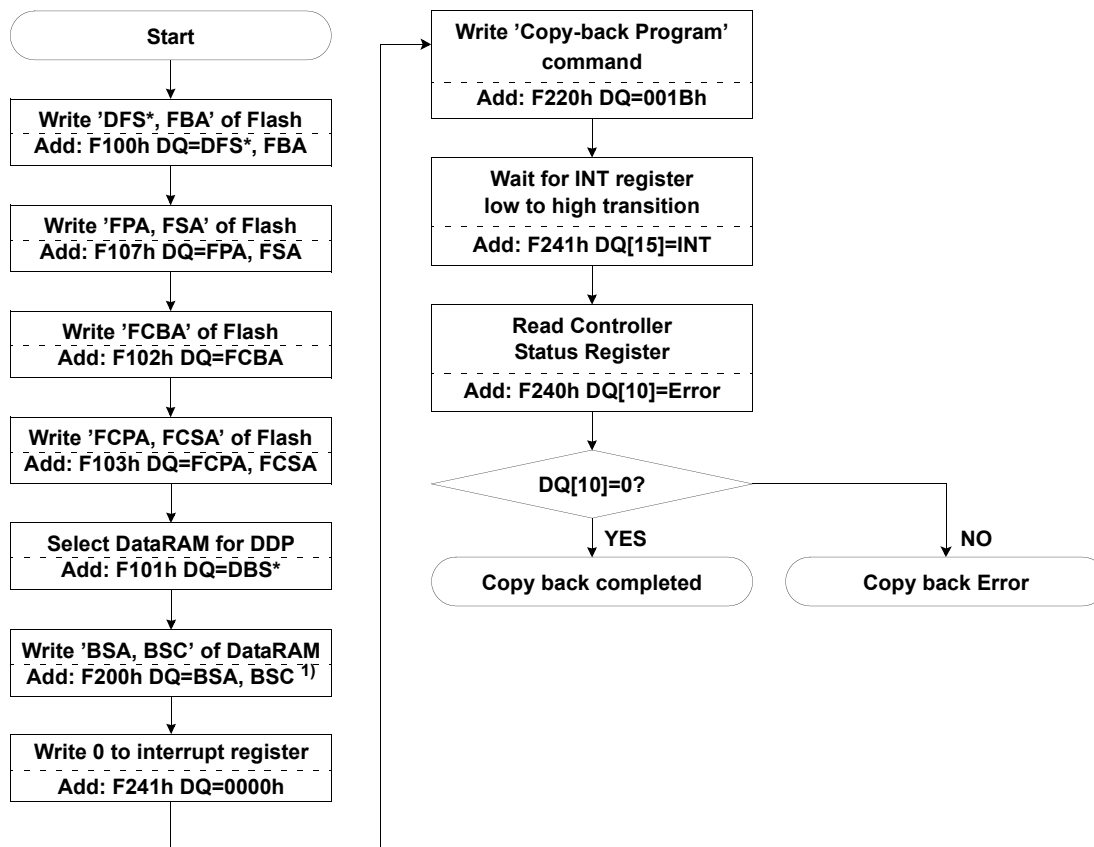 Start
Write ’DFS*, FBA’ of Flash
Add: F100h DQ=DFS*, FBA
Write ’FPA, FSA’ of Flash
Add: F107h DQ=FPA, FSA
Write ’FCBA’ of Flash
Add: F102h DQ=FCBA
Write ’FCPA, FCSA’ of Flash
Add: F103h DQ=FCPA, FCSA
Select DataRAM for DDP
Add: F101h DQ=DBS*
Write ’BSA, BSC’ of DataRAM
Add: F200h DQ=BSA, BSC 1)
Write 0 to interrupt register
Add: F241h DQ=0000h
Write ’Copy-back Program’
command
Add: F220h DQ=001Bh
Wait for INT register
low to high transition
Add: F241h DQ[15]=INT
Read Controller
Status Register
Add: F240h DQ[10]=Error
DQ[10]=0?
YES
NO
Copy back completed
Copy back Error